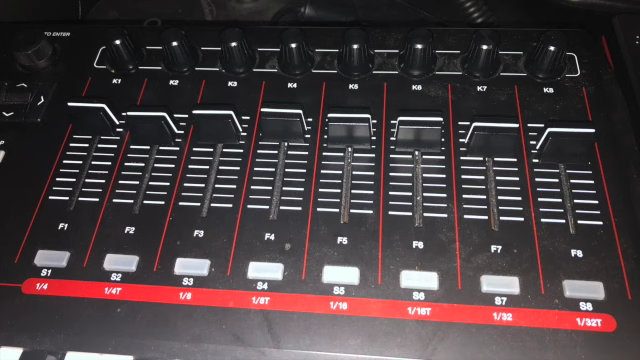 TO ENTER
K1 K2 K3 K4 K5 K6 K7 K8
F1 F2 F3 F4 F5 F6 F7 F8
S1 S2 S3 S4 S5 S6 S7 S8
1/4 1/4T 1/8 1/8T 1/16 1/16T 1/32 1/32T